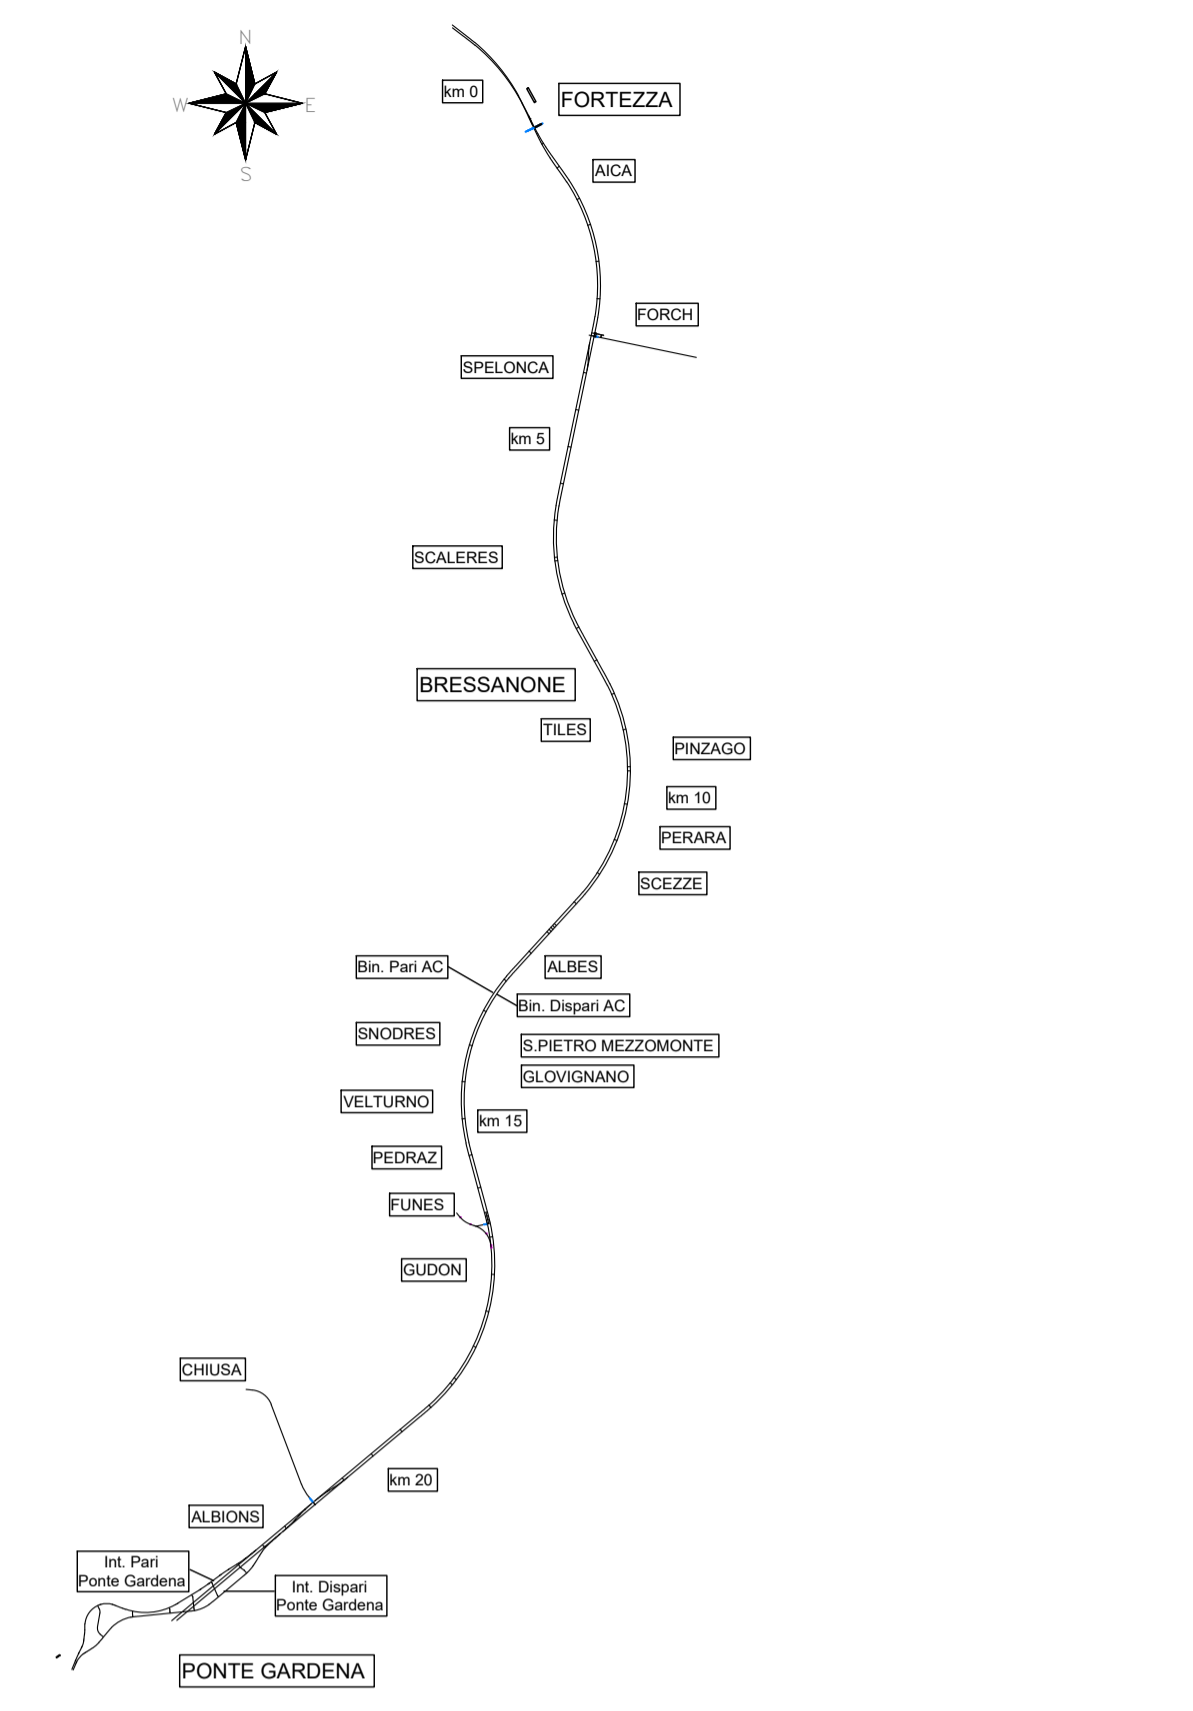 N
km 0
FORTEZZA
W
E
S
AICA
FORCH
SPELONCA
km 5
SCALERES
BRESSANONE
TILES
PINZAGO
km 10
PERARA
SCEZZE
Bin. Pari AC
ALBES
Bin. Dispari AC
SNODRES
S.PIETRO MEZZOMONTE
GLOVIGNANO
VELTURNO
km 15
PEDRAZ
FUNES
GUDON
CHIUSA
km 20
ALBIONS
Int. Pari
Ponte Gardena
Int. Dispari
Ponte Gardena
PONTE GARDENA